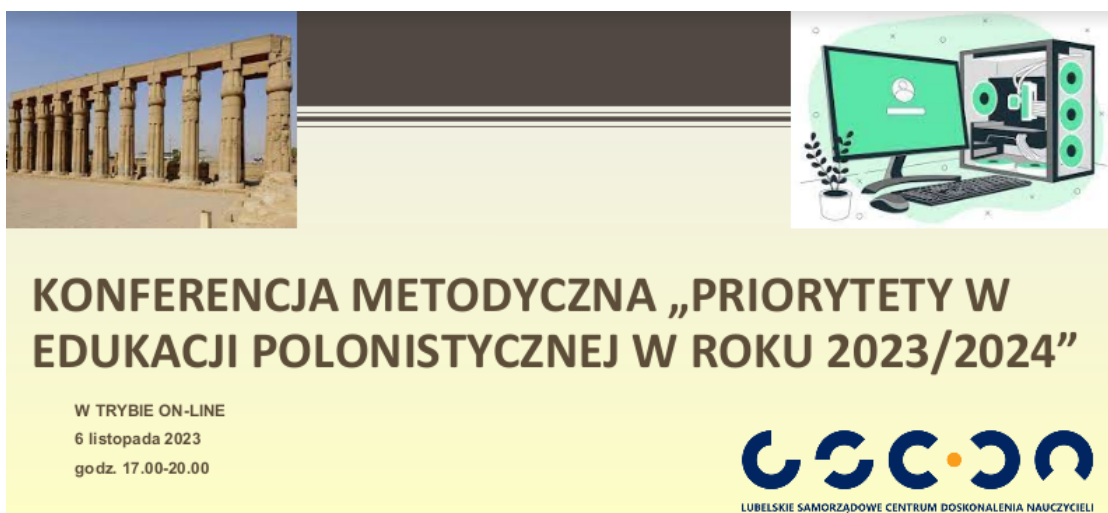 KONFERENCJA METODYCZNA „PRIORYTETY W
EDUKACJI POLONISTYCZNEJ W ROKU 2023/2024”
W TRYBIE ON-LINE
6 listopada 2023
godz. 17.00-20.00
LSCDN
LUBELSKIE SAMORZĄDOWE CENTRUM DOSKONALENIA NAUCZYCIELI